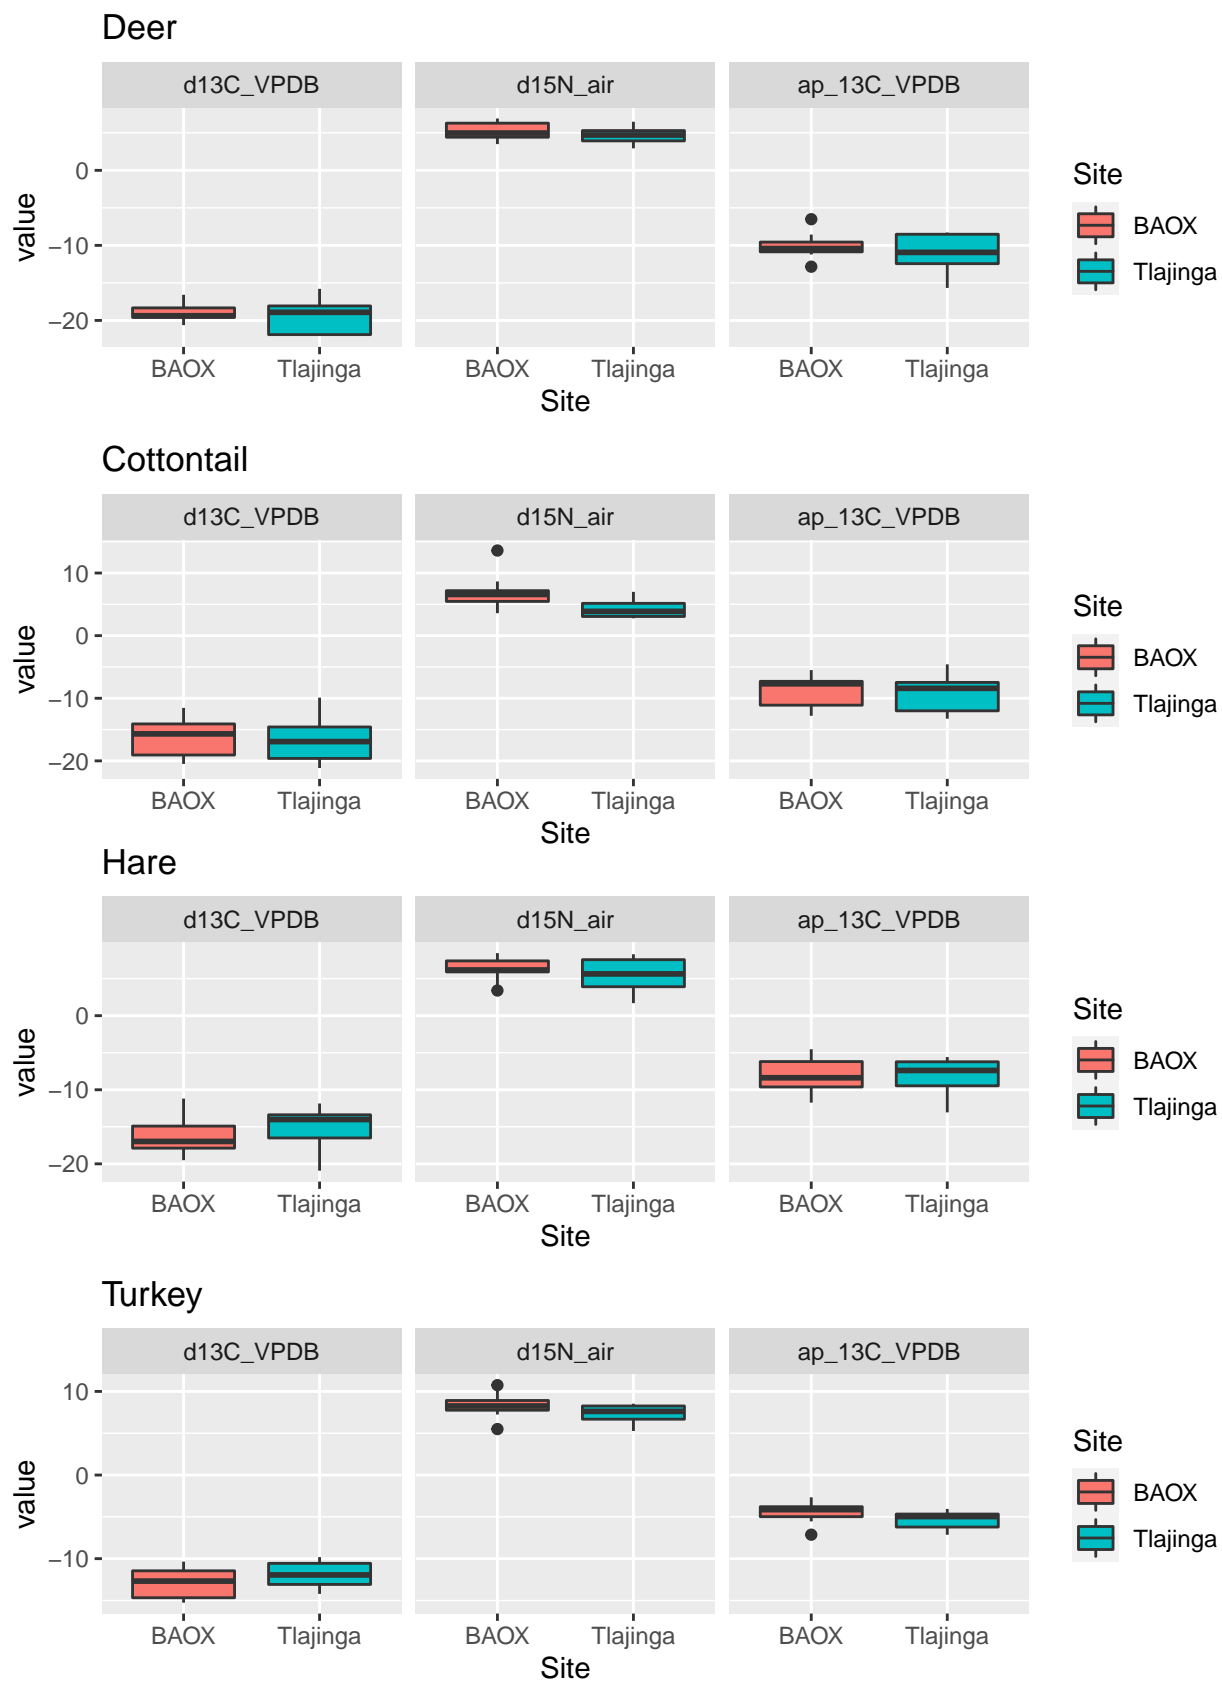 Deer
d13C_VPDB d15N_air ap_13C_VPDB
0
−10
−20
value
BAOX Tlajinga BAOX Tlajinga BAOX Tlajinga
Site
Site
BAOX
Tlajinga
Cottontail
d13C_VPDB d15N_air ap_13C_VPDB
10
0
−10
−20
value
BAOX Tlajinga BAOX Tlajinga BAOX Tlajinga
Site
Site
BAOX
Tlajinga
Hare
d13C_VPDB d15N_air ap_13C_VPDB
0
−10
−20
value
BAOX Tlajinga BAOX Tlajinga BAOX Tlajinga
Site
Site
BAOX
Tlajinga
Turkey
d13C_VPDB d15N_air ap_13C_VPDB
10
0
−10
value
BAOX Tlajinga BAOX Tlajinga BAOX Tlajinga
Site
Site
BAOX
Tlajinga